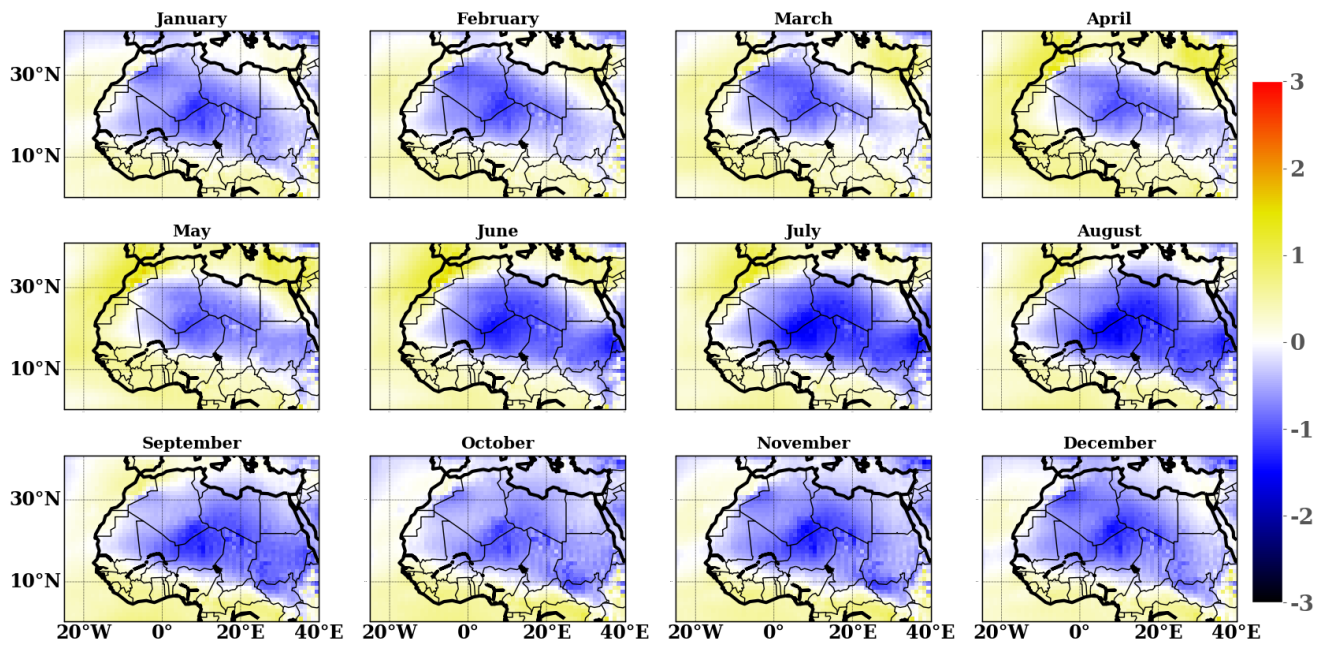 January February March April
30°N
10°N
May June July August
30°N
10°N
September October November December
30°N
10°N
20°W 0° 20°E 40°E 20°W 0° 20°E 40°E 20°W 0° 20°E 40°E 20°W 0° 20°E 40°E
3
2
1
0
-1
-2
-3